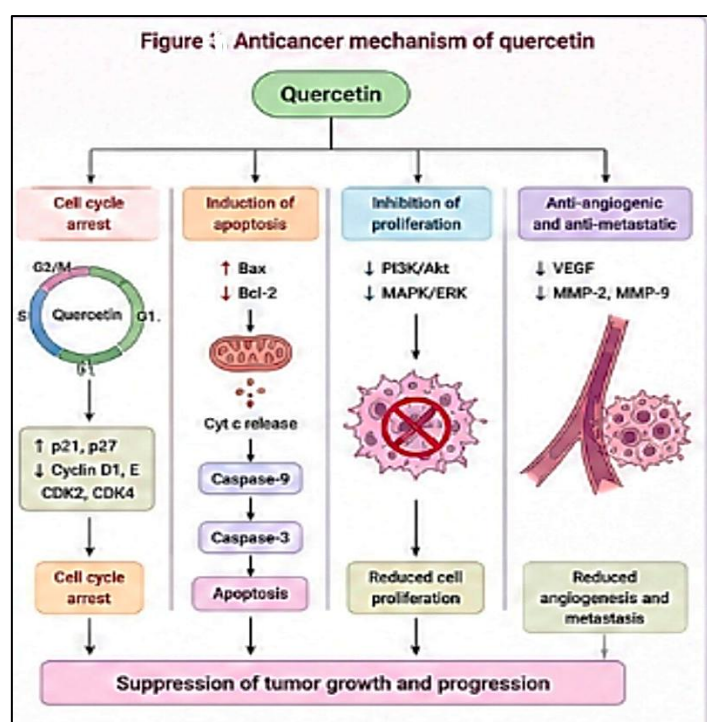 Figure Anticancer mechanism of quercetin
Quercetin
Cell cycle
arrest
G2/M
S
Quercetin
G1.
↑ p21, p27
↓ Cyclin D1, E
CDK2, CDK4
Cell cycle
arrest
Induction of
apoptosis
↑ Bax
↓ Bcl-2
Cyt c release
Caspase-9
Caspase-3
Apoptosis
Inhibition of
proliferation
↓ PI3K/Akt
↓ MAPK/ERK
Reduced cell
proliferation
Anti-angiogenic
and anti-metastatic
↓ VEGF
↓ MMP-2, MMP-9
Reduced
angiogenesis and
metastasis
Suppression of tumor growth and progression